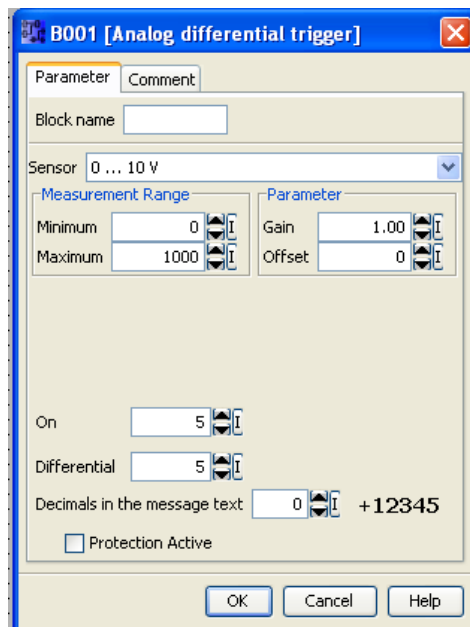 B001 [Analog differential trigger]
Parameter Comment
Block name
Sensor 0 ... 10 V
Measurement Range Parameter
Minimum 0 Gain 1.00
Maximum 1000 Offset 0
On 5
Differential 5
Decimals in the message text 0 +12345
Protection Active
OK Cancel Help